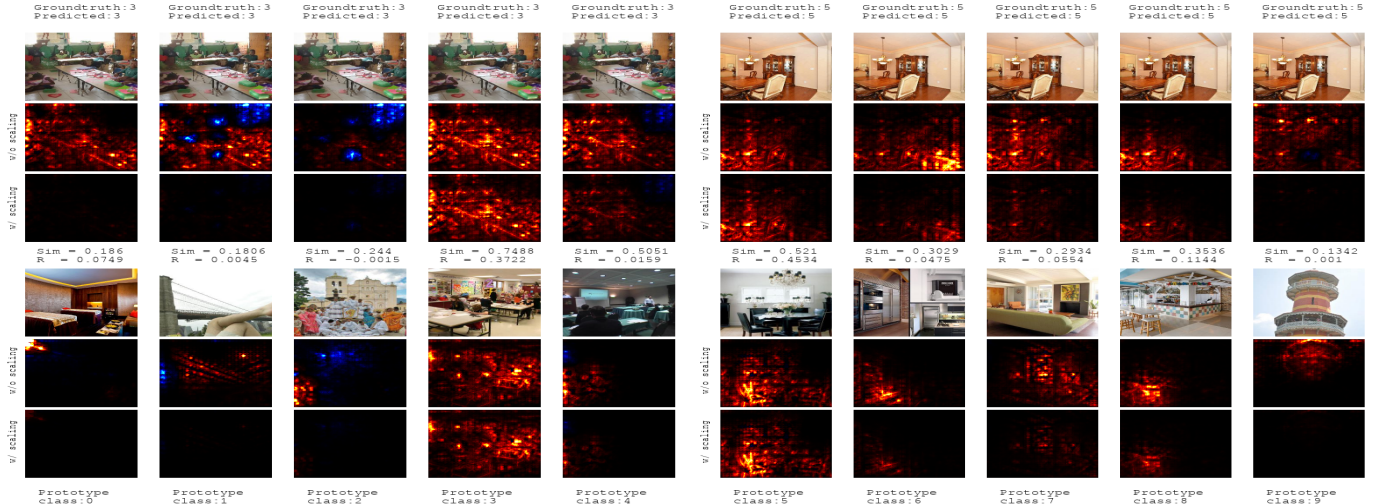 Groundtruth:3 Groundtruth:3 Groundtruth:3 Groundtruth:3 Groundtruth:3 Groundtruth:5 Groundtruth:5 Groundtruth:5 Groundtruth:5 Groundtruth:5
Predicted:3 Predicted:3 Predicted:3 Predicted:3 Predicted:3 Predicted:5 Predicted:5 Predicted:5 Predicted:5 Predicted:5
w/o scaling w/o scaling
w/ scaling w/ scaling
Sim = 0.186 Sim = 0.1806 Sim = 0.244 Sim = 0.7488 Sim = 0.5051 Sim = 0.521 Sim = 0.3029 Sim = 0.2934 Sim = 0.3536 Sim = 0.1342
R = 0.0749 R = 0.0045 R = -0.0015 R = 0.3722 R = 0.0159 R = 0.4534 R = 0.0475 R = 0.0554 R = 0.1144 R = 0.001
w/o scaling w/o scaling
w/ scaling w/ scaling
Prototype Prototype Prototype Prototype Prototype Prototype Prototype Prototype Prototype Prototype
class:0 class:1 class:2 class:3 class:4 class:5 class:6 class:7 class:8 class:9